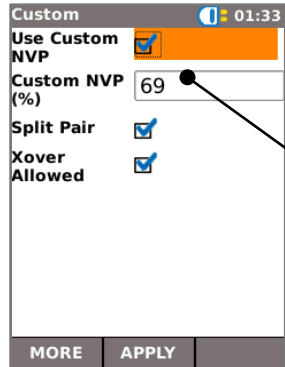 Custom 01:33
Use Custom
NVP
Custom NVP
(%)
69
Split Pair
Xover
Allowed
MORE APPLY